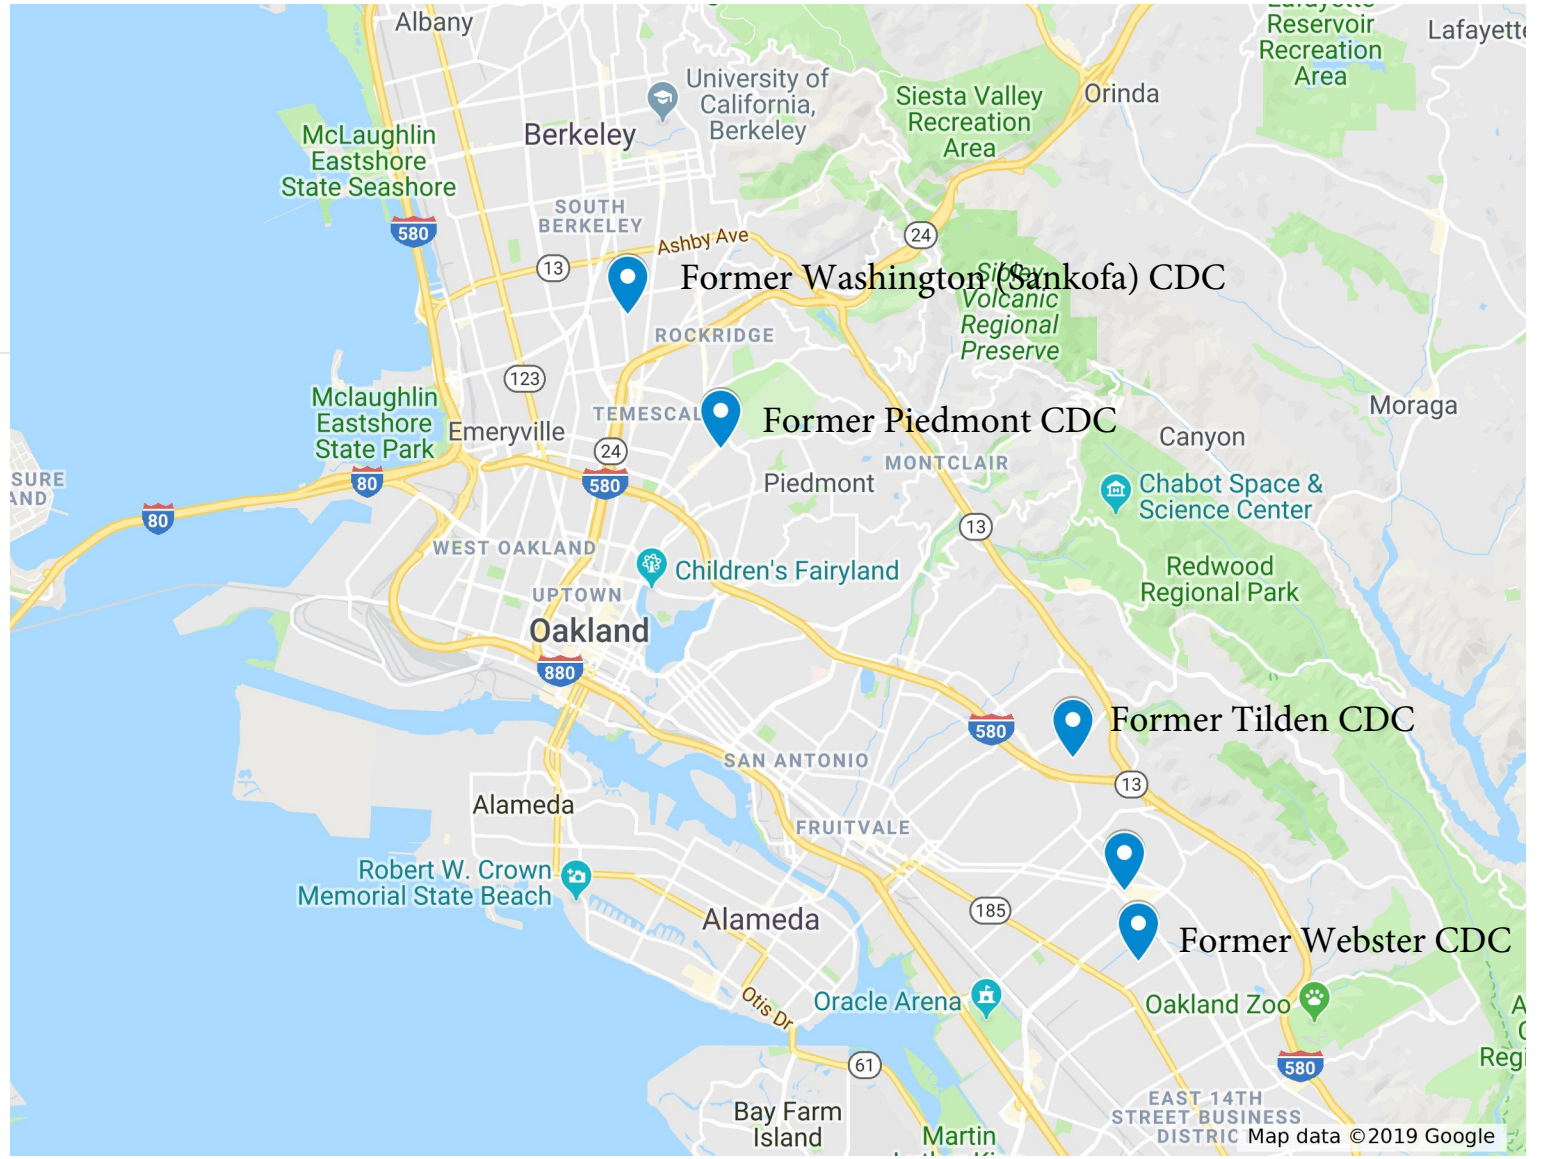 Albany
Lafayette
Reservoir
Recreation
Area
Lafayette
University of
California,
Berkeley
Siesta Valley
Recreation
Area
Orinda
McLaughlin
Eastshore
State Seashore
Berkeley
SOUTH
BERKELEY
580
Ashby Ave
24
13
Former Washington (Sankofa) CDC
Sibley
Volcanic
Regional
Preserve
ROCKRIDGE
123
Mclaughlin
Eastshore
State Park
TEMESCAL
Former Piedmont CDC
Moraga
Emeryville
24
Canyon
MONTCLAIR
SURE
AND
80
580
Piedmont
Chabot Space &
Science Center
80
13
WEST OAKLAND
Children's Fairyland
Redwood
Regional Park
UPTOWN
Oakland
880
Former Tilden CDC
580
SAN ANTONIO
13
Alameda
FRUITVALE
Robert W. Crown
Memorial State Beach
185
Alameda
Former Webster CDC
Oracle Arena
Otis Dr
Oakland Zoo
A
Regi
61
580
Bay Farm
Island
EAST 14TH
STREET BUSINESS
DISTRIC
Martin
Map data ©2019 Google